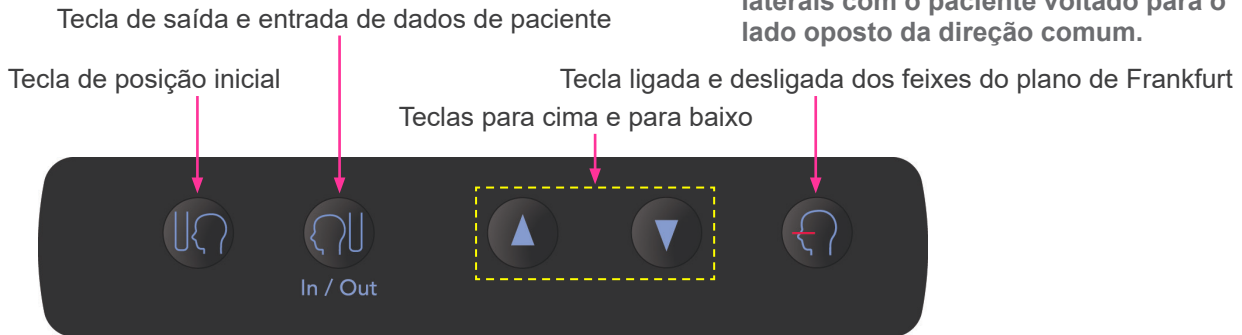 laterais com o paciente voltado para o
lado oposto da direção comum.
Tecla de saída e entrada de dados de paciente
Tecla de posição inicial
Tecla ligada e desligada dos feixes do plano de Frankfurt
Teclas para cima e para baixo
In / Out